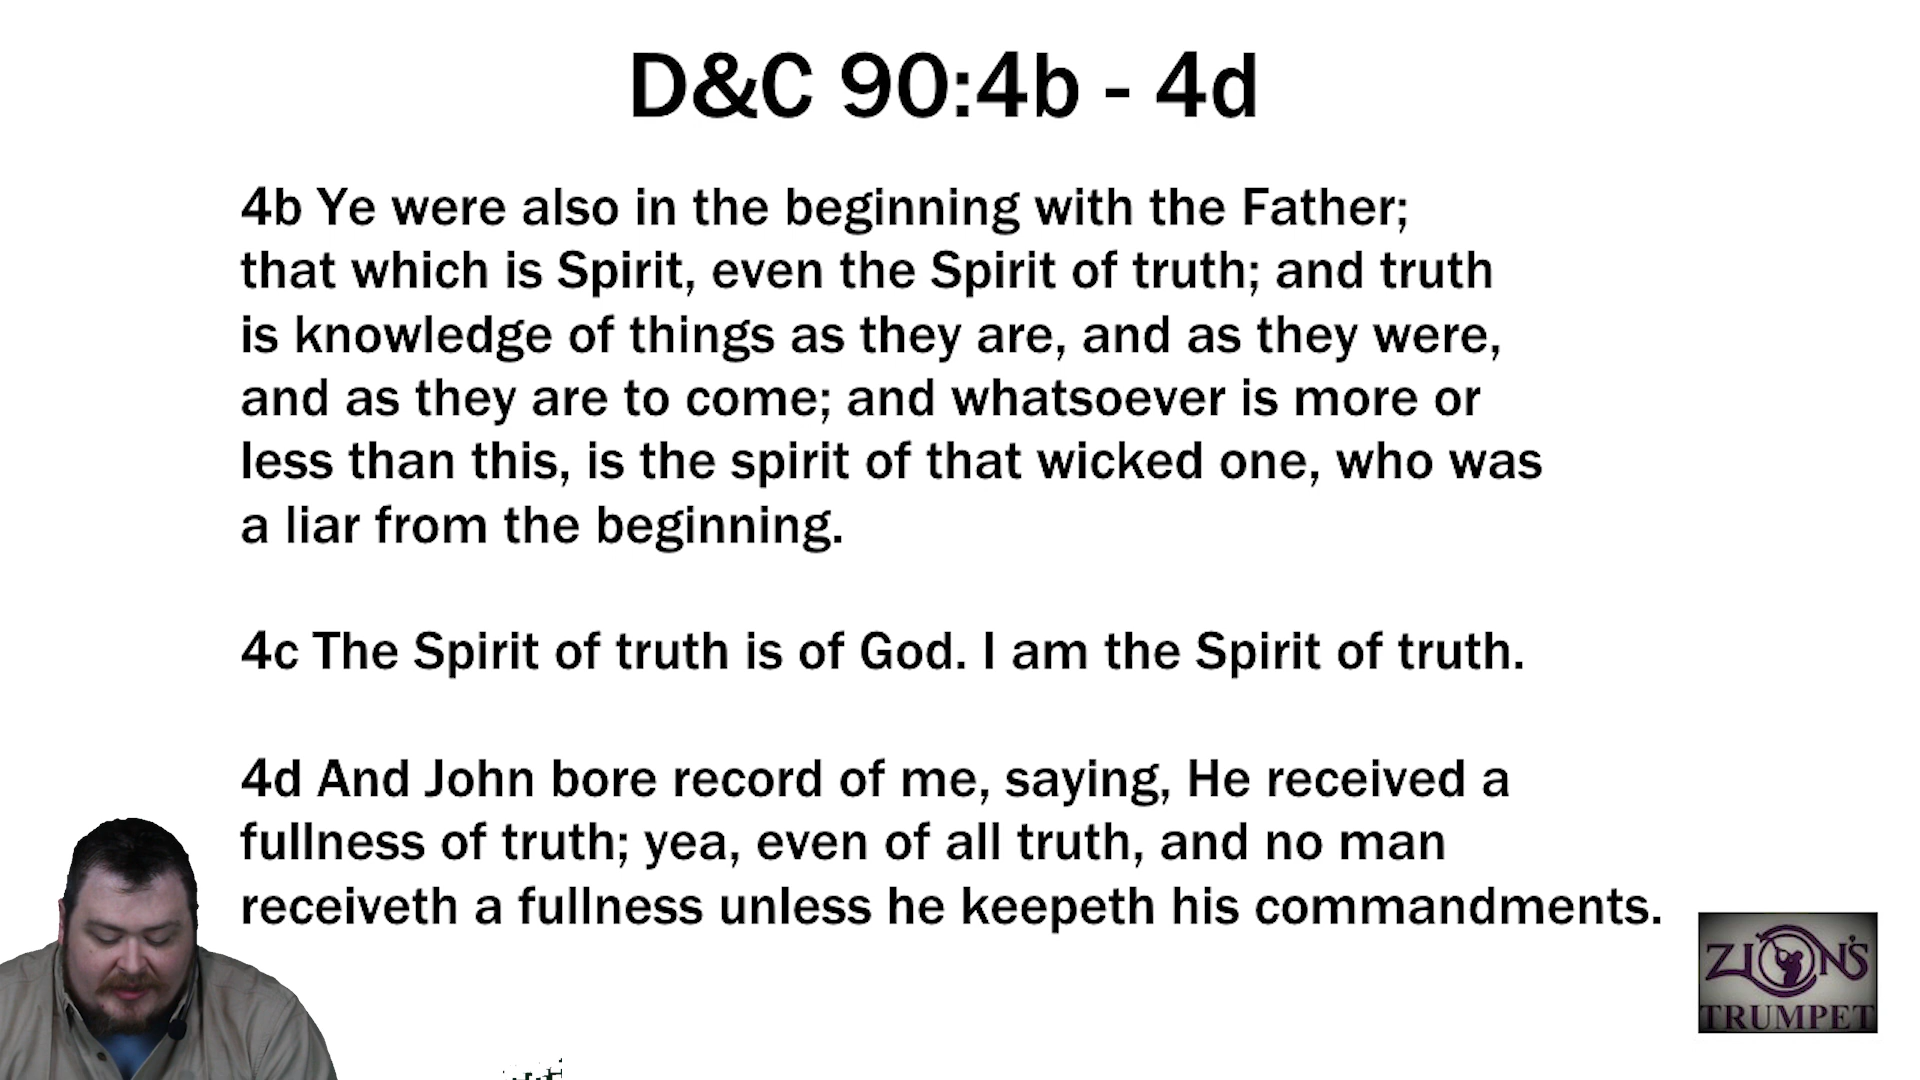 D&C 90:4b - 4d
4b Ye were also in the beginning with the Father;
that which is Spirit, even the Spirit of truth; and truth
is knowledge of things as they are, and as they were,
and as they are to come; and whatsoever is more or
less than this, is the spirit of that wicked one, who was
a liar from the beginning.
4c The Spirit of truth is of God. I am the Spirit of truth.
4d And John bore record of me, saying, He received a
fullness of truth; yea, even of all truth, and no man
receiveth a fullness unless he keepeth his commandments.
ZION'S
TRUMPET